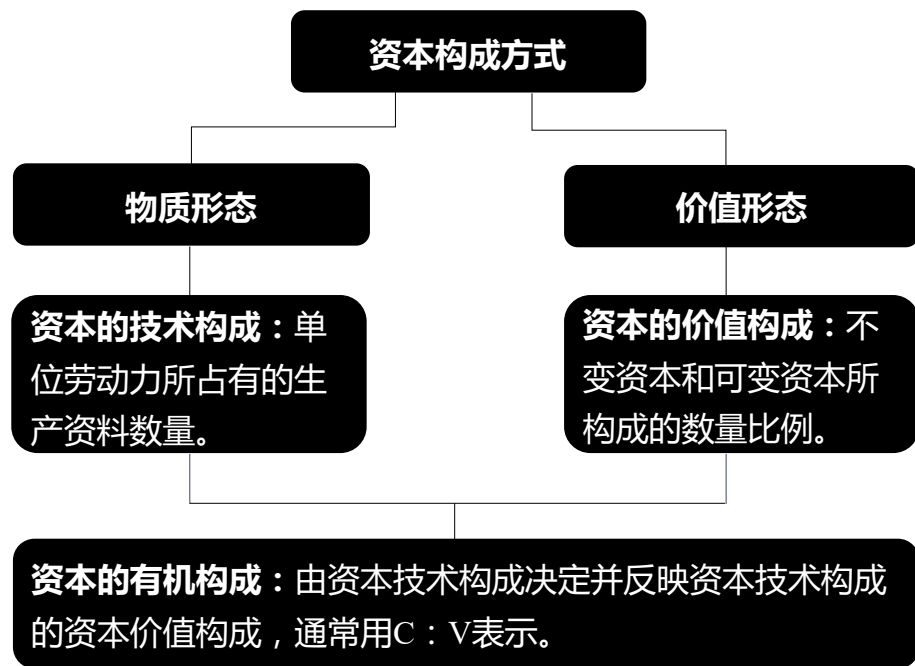 资本构成方式
物质形态
价值形态
资本的技术构成：单
位劳动力所占有的生
产资料数量。
资本的价值构成：不
变资本和可变资本所
构成的数量比例。
资本的有机构成：由资本技术构成决定并反映资本技术构成
的资本价值构成，通常用C：V表示。